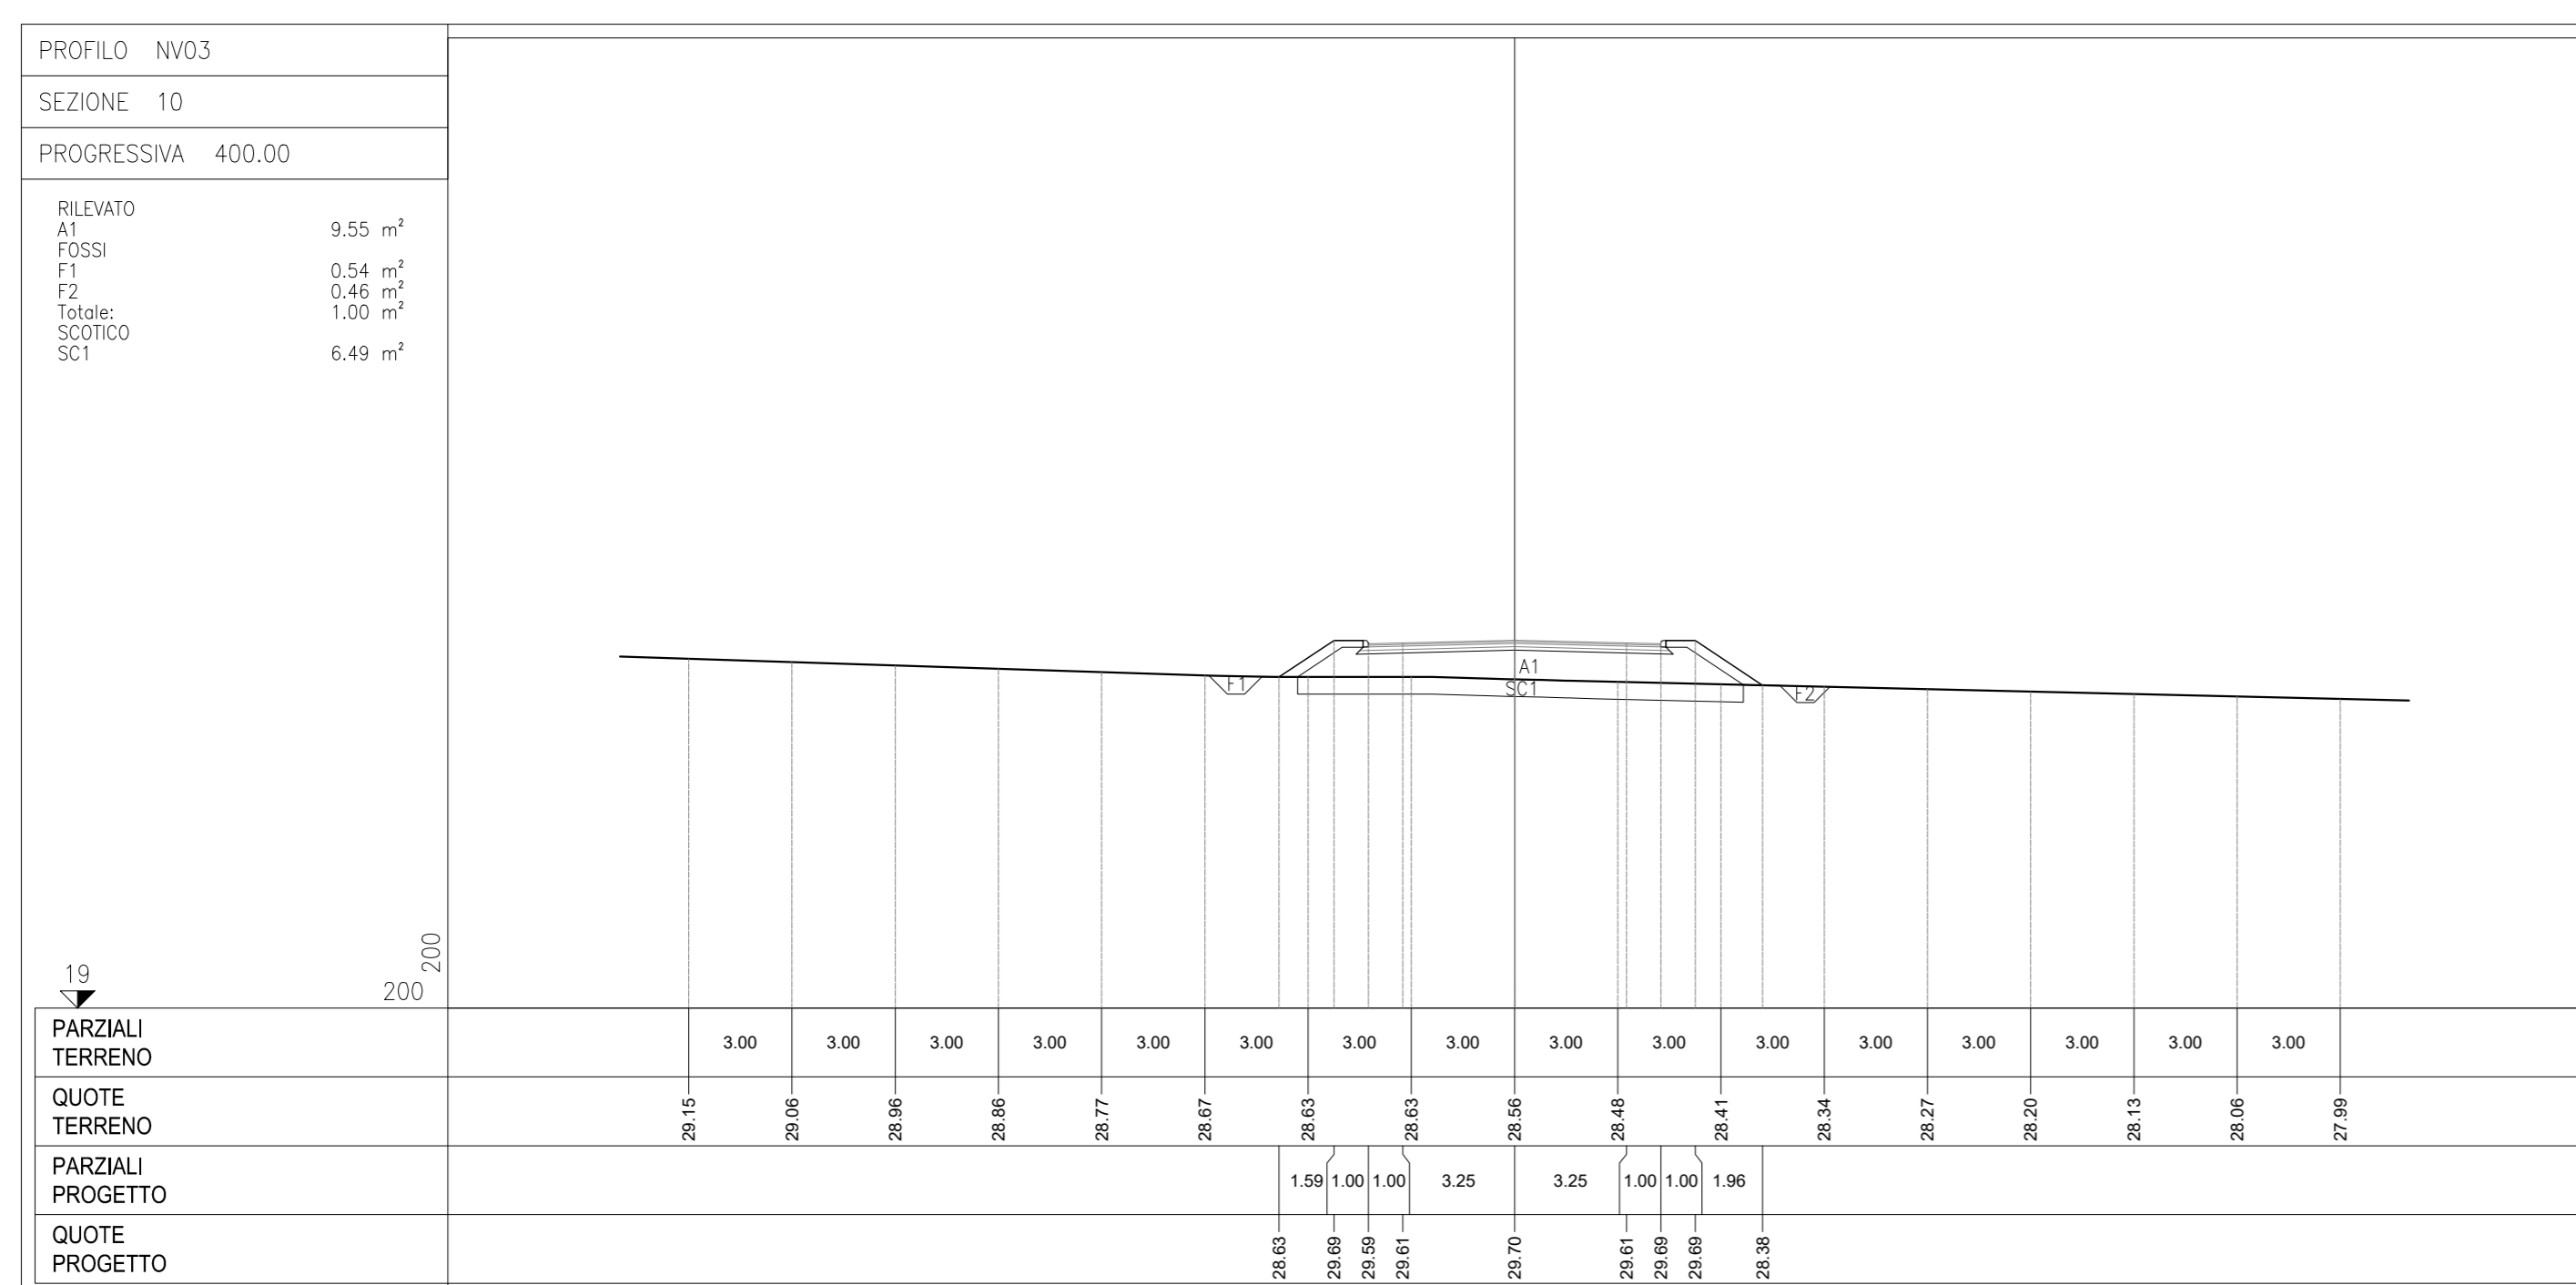 PROFILO NV03
SEZIONE 10
PROGRESSIVA 400.00
RILEVATO
A1 9.55 m²
FOSSI
F1 0.54 m²
F2 0.46 m²
Totale: 1.00 m²
SCOTICO
SC1 6.49 m²
A1
F1
SC1
F2
200
19
200
PARZIALI
TERRENO
3.00 3.00 3.00 3.00 3.00 3.00 3.00 3.00 3.00 3.00 3.00 3.00 3.00 3.00 3.00 3.00
QUOTE
TERRENO
29.15 29.06 28.96 28.86 28.77 28.67 28.63 28.63 28.56 28.48 28.41 28.34 28.27 28.20 28.13 28.06 27.99
PARZIALI
PROGETTO
1.59 1.00 1.00 3.25 3.25 1.00 1.00 1.96
QUOTE
PROGETTO
28.63 29.69 29.59 29.61 29.70 29.61 29.69 29.69 28.38